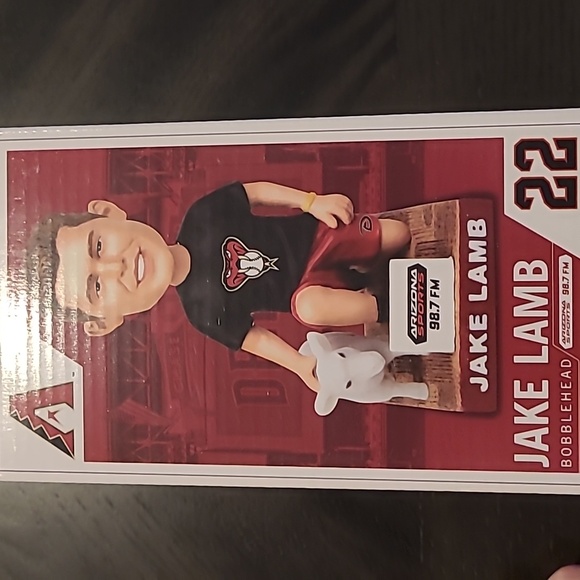 22
JAKE LAMB
BOBBLEHEAD
ARIZONA
SPORTS
98.7 FM
JAKE LAMB
ARIZONA
SPORTS
98.7 FM
A